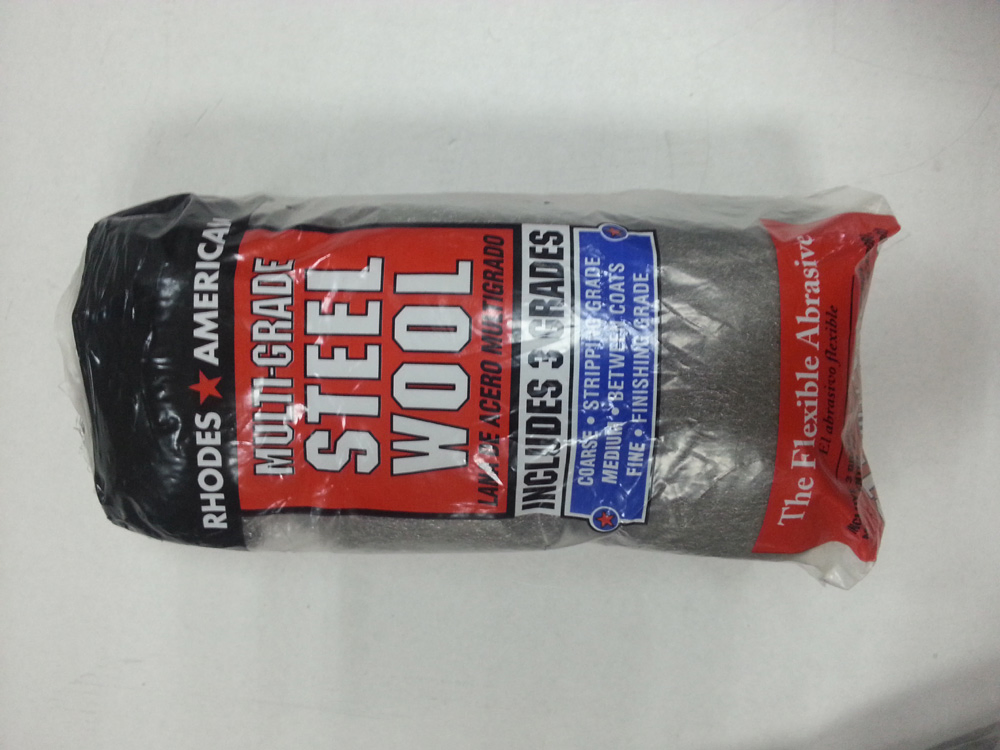 RHODES ★ AMERICAN
MULTI-GRADE
STEEL
WOOL
LANA DE ACERO MULTIGRADO
INCLUDES 3 GRADES
COARSE • STRIPPING GRADE
MEDIUM • BETWEEN COATS
FINE • FINISHING GRADE
The Flexible Abrasive
El abrasivo flexible